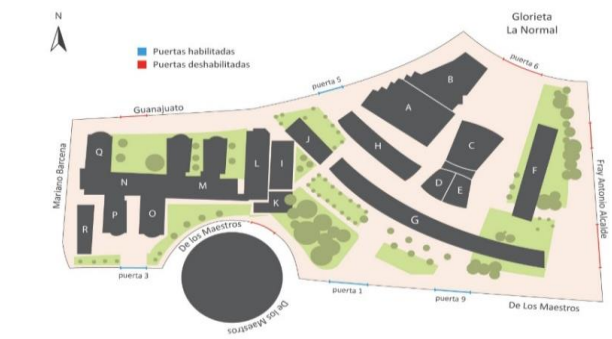 N
Glorieta
La Normal
Puertas habilitadas
Puertas deshabilitadas
puerta 6
puerta 5
Guanajuato
B
A
Q
J
C
H
L
I
F
Mariano Barcena
N
M
D
E
Fray Antonio Alcalde
K
R
P
O
G
De los Maestros
puerta 3
puerta 1
puerta 9
De los Maestros
De los Maestros